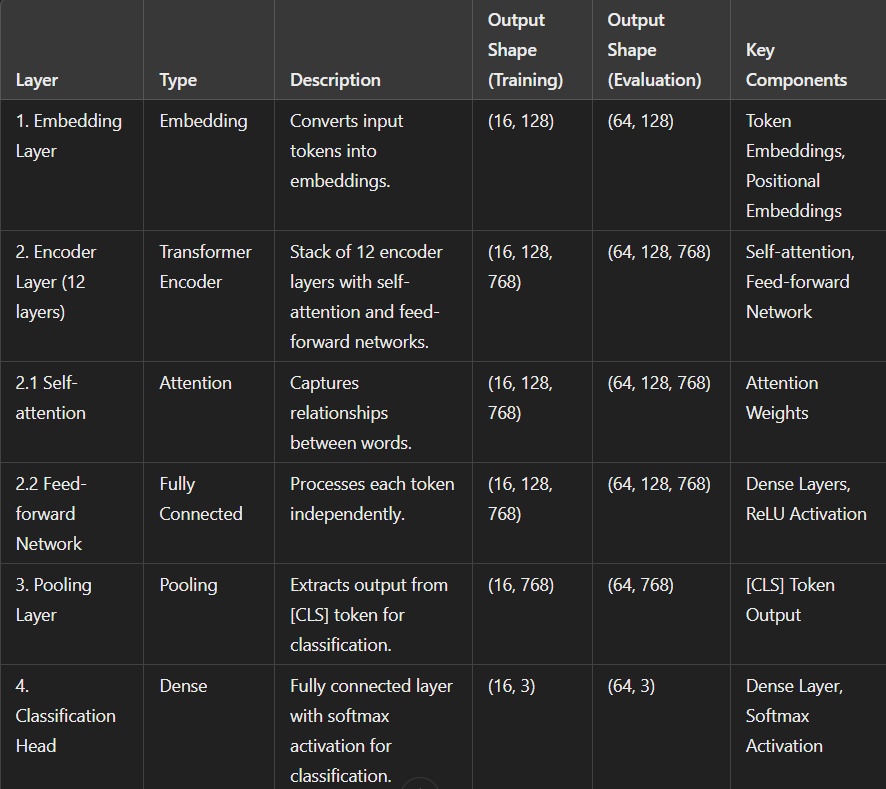 Layer
Type
Description
Output
Shape
(Training)
Output
Shape
(Evaluation)
Key
Components
1. Embedding
Layer
Embedding
Converts input
tokens into
embeddings.
(16, 128)
(64, 128)
Token
Embeddings,
Positional
Embeddings
2. Encoder
Layer (12
layers)
Transformer
Encoder
Stack of 12 encoder
layers with self-
attention and feed-
forward networks.
(16, 128,
768)
(64, 128, 768)
Self-attention,
Feed-forward
Network
2.1 Self-
attention
Attention
Captures
relationships
between words.
(16, 128,
768)
(64, 128, 768)
Attention
Weights
2.2 Feed-
forward
Network
Fully
Connected
Processes each token
independently.
(16, 128,
768)
(64, 128, 768)
Dense Layers,
ReLU Activation
3. Pooling
Layer
Pooling
Extracts output from
[CLS] token for
classification.
(16, 768)
(64, 768)
[CLS] Token
Output
4.
Classification
Head
Dense
Fully connected layer
with softmax
activation for
classification.
(16, 3)
(64, 3)
Dense Layer,
Softmax
Activation